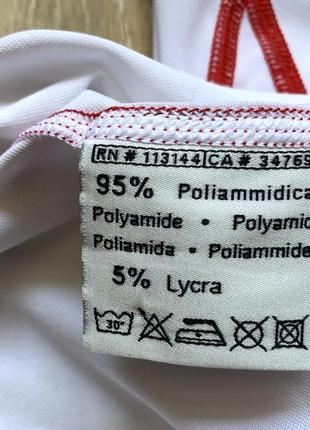 RN # 113144 CA # 34769
95% Poliammidica
Polyamide • Polyamid
Poliamida • Poliammide
5% Lycra
30°